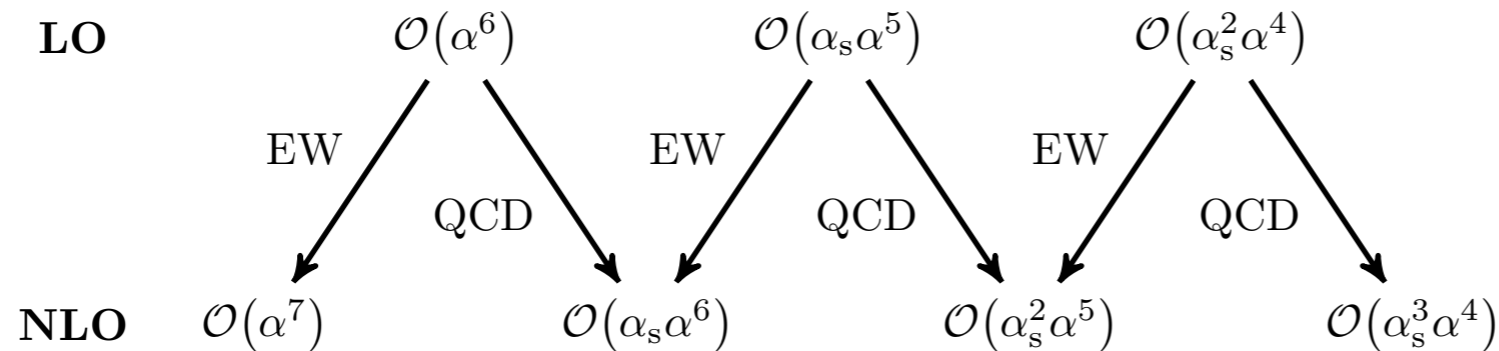 LO O(α⁶) O(αₛα⁵) O(αₛ²α⁴)
EW EW EW
QCD QCD QCD
NLO O(α⁷) O(αₛα⁶) O(αₛ²α⁵) O(αₛ³α⁴)